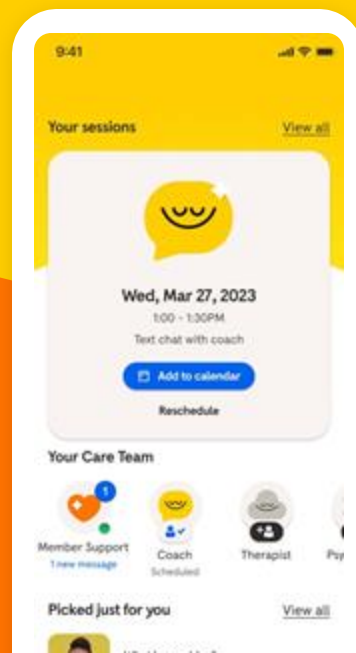 9:41
Your sessions View all
Wed, Mar 27, 2023
1:00 - 1:30PM
Text chat with coach
Add to calendar
Reschedule
Your Care Team
1
Member Support
1 new message
Coach
Scheduled
Therapist
Psy
Picked just for you View all